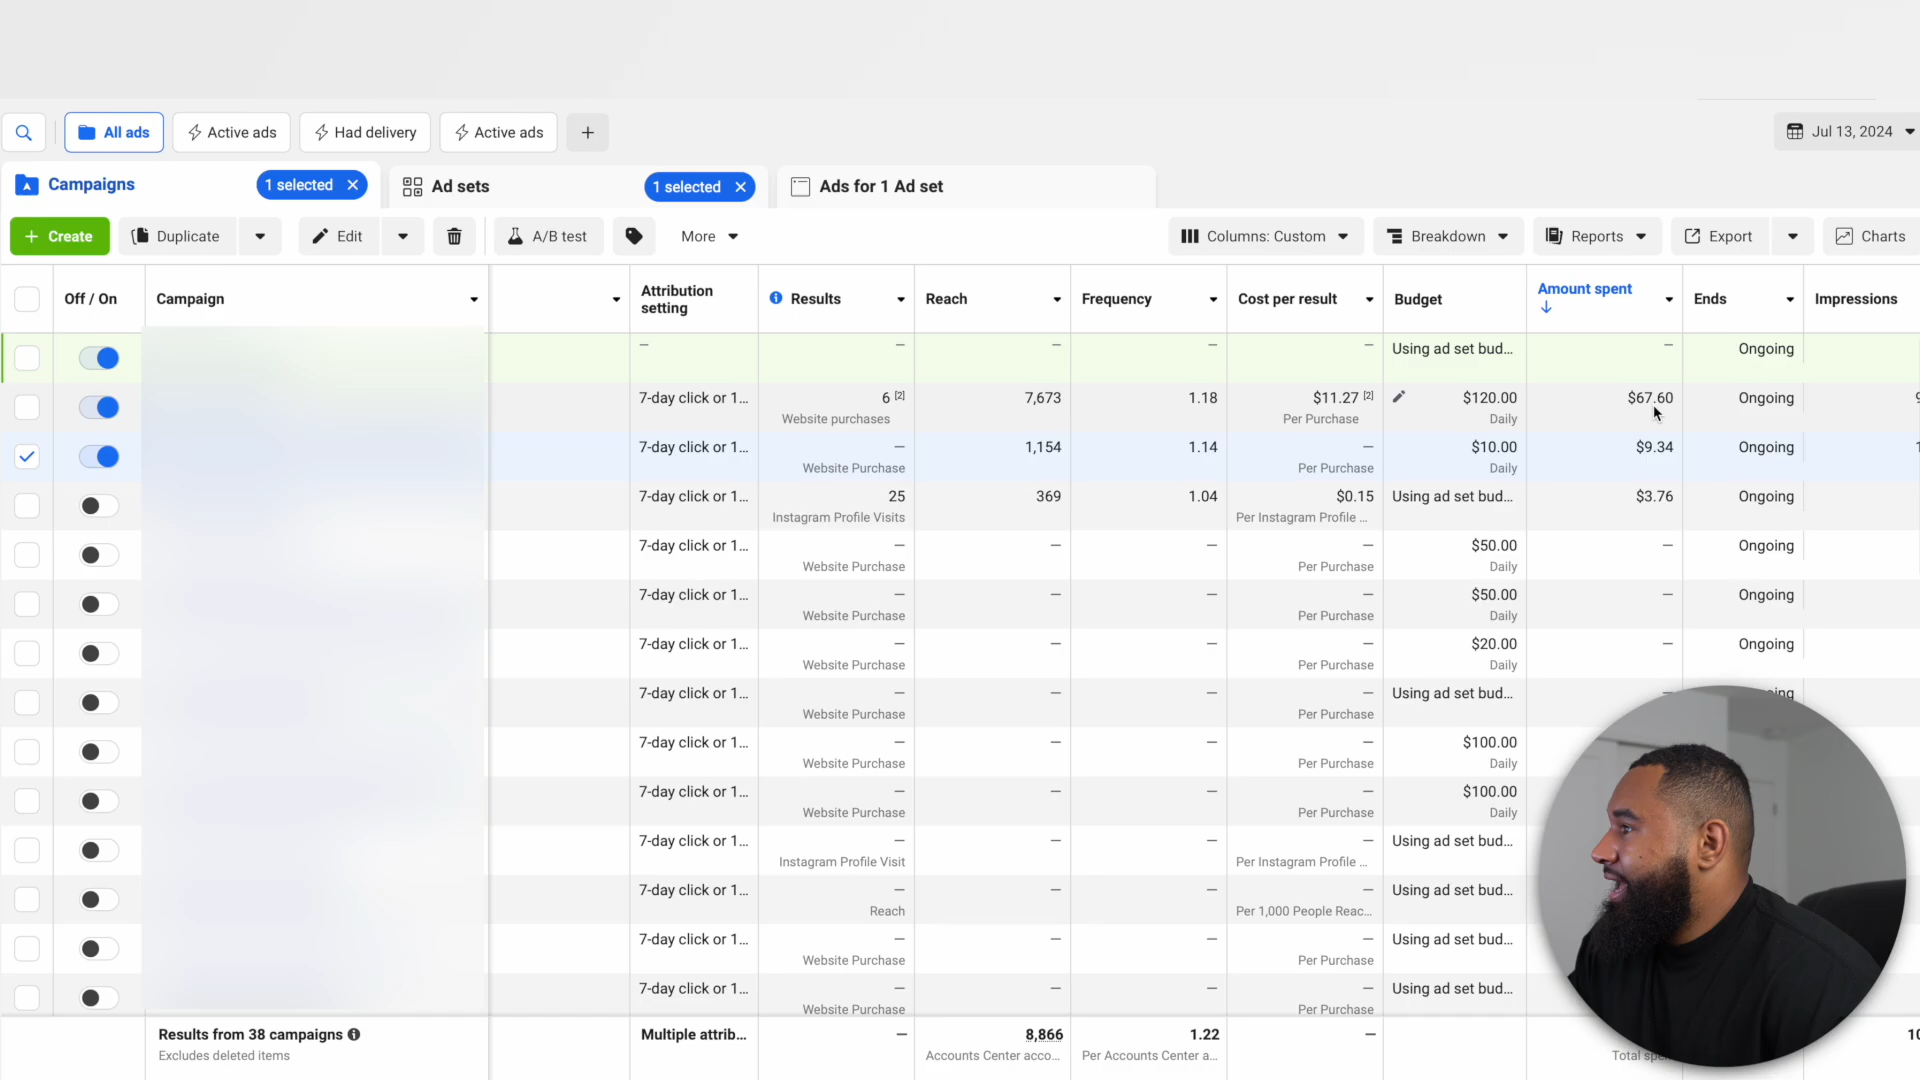 All ads
Active ads
Had delivery
Active ads
Jul 13, 2024
Campaigns
1 selected
Ad sets
1 selected
Ads for 1 Ad set
+ Create
Duplicate
Edit
A/B test
More
Columns: Custom
Breakdown
Reports
Export
Charts
Off / On
Campaign
Attribution
setting
Results
Reach
Frequency
Cost per result
Budget
Amount spent
Ends
Impressions
— — — — — Using ad set bud... — Ongoing
7-day click or 1... 6 [2] 7,673 1.18 $11.27 [2] $120.00 $67.60 Ongoing
Website purchases Per Purchase Daily
7-day click or 1... — 1,154 1.14 — $10.00 $9.34 Ongoing
Website Purchase Per Purchase Daily
7-day click or 1... 25 369 1.04 $0.15 Using ad set bud... $3.76 Ongoing
Instagram Profile Visits Per Instagram Profile ...
7-day click or 1... — — — — $50.00 — Ongoing
Website Purchase Per Purchase Daily
7-day click or 1... — — — — $50.00 — Ongoing
Website Purchase Per Purchase Daily
7-day click or 1... — — — — $20.00 — Ongoing
Website Purchase Per Purchase Daily
7-day click or 1... — — — — Using ad set bud...
Website Purchase Per Purchase
7-day click or 1... — — — — $100.00
Website Purchase Per Purchase Daily
7-day click or 1... — — — — $100.00
Website Purchase Per Purchase Daily
7-day click or 1... — — — — Using ad set bud...
Instagram Profile Visit Per Instagram Profile ...
7-day click or 1... — — — — Using ad set bud...
Reach Per 1,000 People Reac...
7-day click or 1... — — — — Using ad set bud...
Website Purchase Per Purchase
7-day click or 1... — — — — Using ad set bud...
Website Purchase Per Purchase
Results from 38 campaigns Multiple attrib... — 8,866 1.22 —
Excludes deleted items Accounts Center acco... Per Accounts Center a... Total